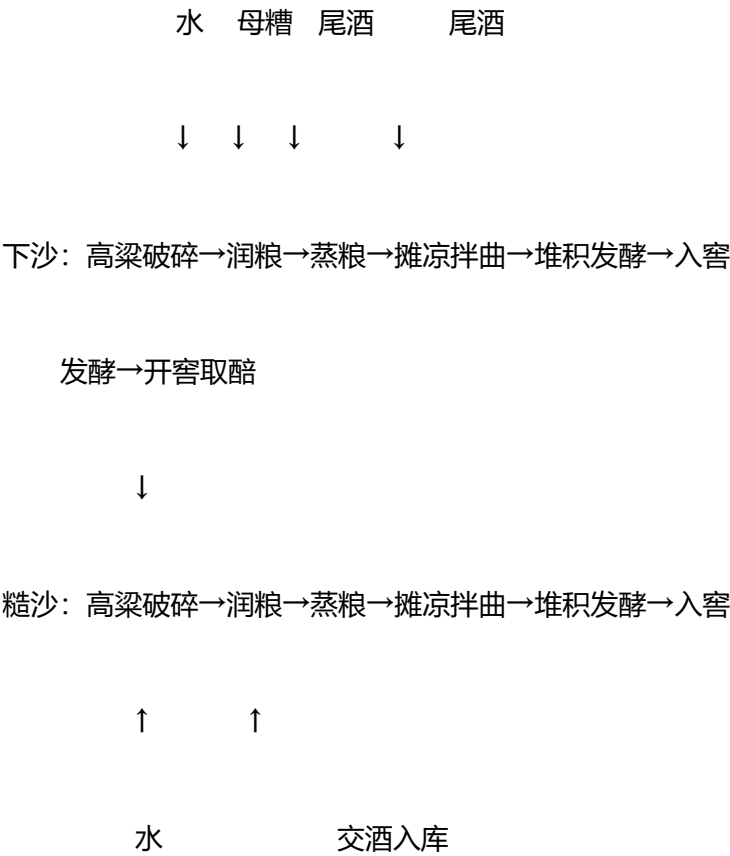 水 母糟 尾酒 尾酒
↓ ↓ ↓ ↓
下沙：高粱破碎→润粮→蒸粮→摊凉拌曲→堆积发酵→入窖
发酵→开窖取醅
↓
糙沙：高粱破碎→润粮→蒸粮→摊凉拌曲→堆积发酵→入窖
↑ ↑
水 交酒入库